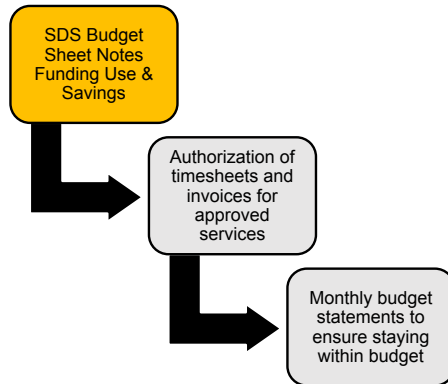 SDS Budget
Sheet Notes
Funding Use &
Savings
Authorization of
timesheets and
invoices for
approved
services
Monthly budget
statements to
ensure staying
within budget